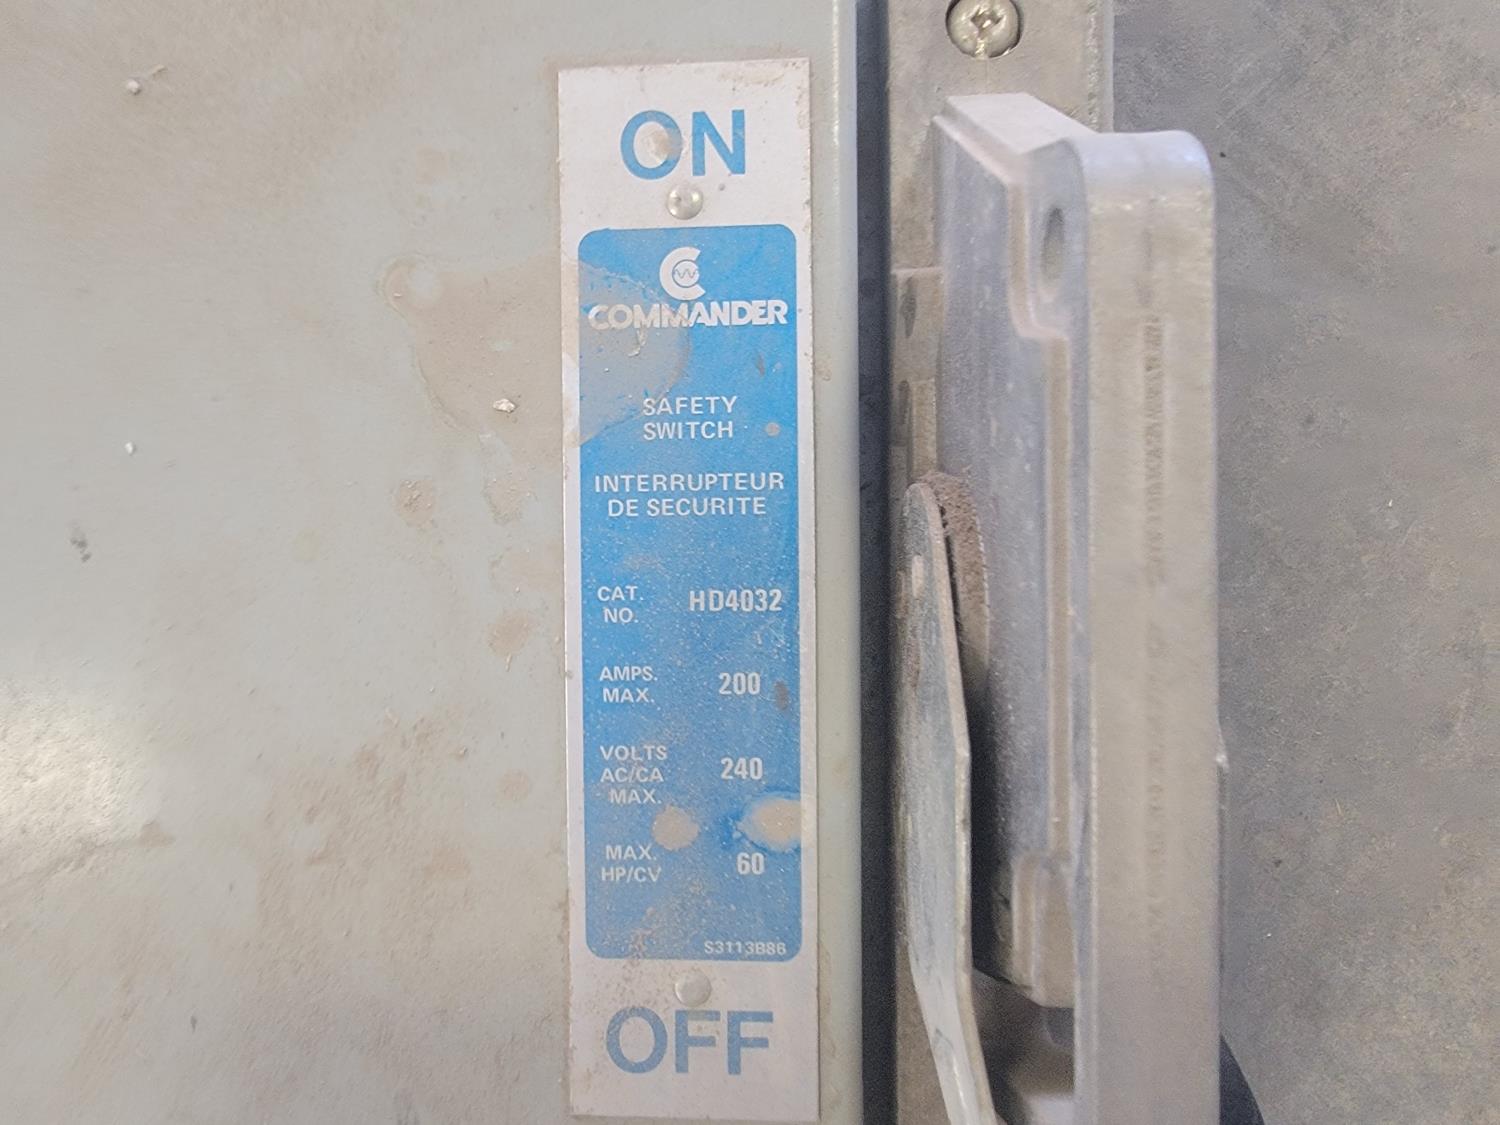 ON
COMMANDER
SAFETY
SWITCH
INTERRUPTEUR
DE SECURITE
CAT.
NO. HD4032
AMPS.
MAX. 200
VOLTS
AC/CA 240
MAX.
MAX. 60
HP/CV
S3113B86
OFF